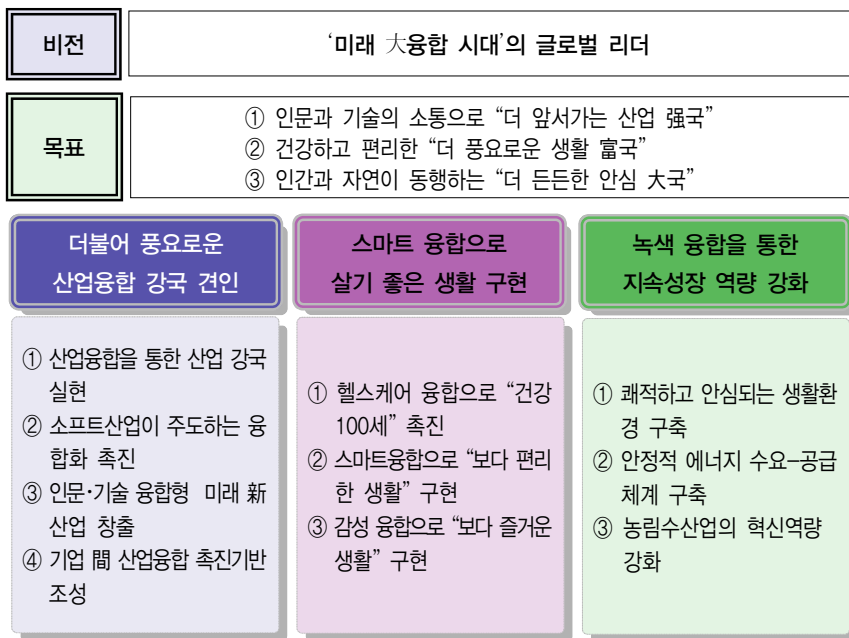 비전
‘미래 大융합 시대’의 글로벌 리더
목표
① 인문과 기술의 소통으로 “더 앞서가는 산업 强국”
② 건강하고 편리한 “더 풍요로운 생활 富국”
③ 인간과 자연이 동행하는 “더 든든한 안심 大국”
더불어 풍요로운
산업융합 강국 견인
① 산업융합을 통한 산업 강국
실현
② 소프트산업이 주도하는 융
합화 촉진
③ 인문·기술 융합형 미래 新
산업 창출
④ 기업 間 산업융합 촉진기반
조성
스마트 융합으로
살기 좋은 생활 구현
① 헬스케어 융합으로 “건강
100세” 촉진
② 스마트융합으로 “보다 편리
한 생활” 구현
③ 감성 융합으로 “보다 즐거운
생활” 구현
녹색 융합을 통한
지속성장 역량 강화
① 쾌적하고 안심되는 생활환
경 구축
② 안정적 에너지 수요-공급
체계 구축
③ 농림수산업의 혁신역량
강화